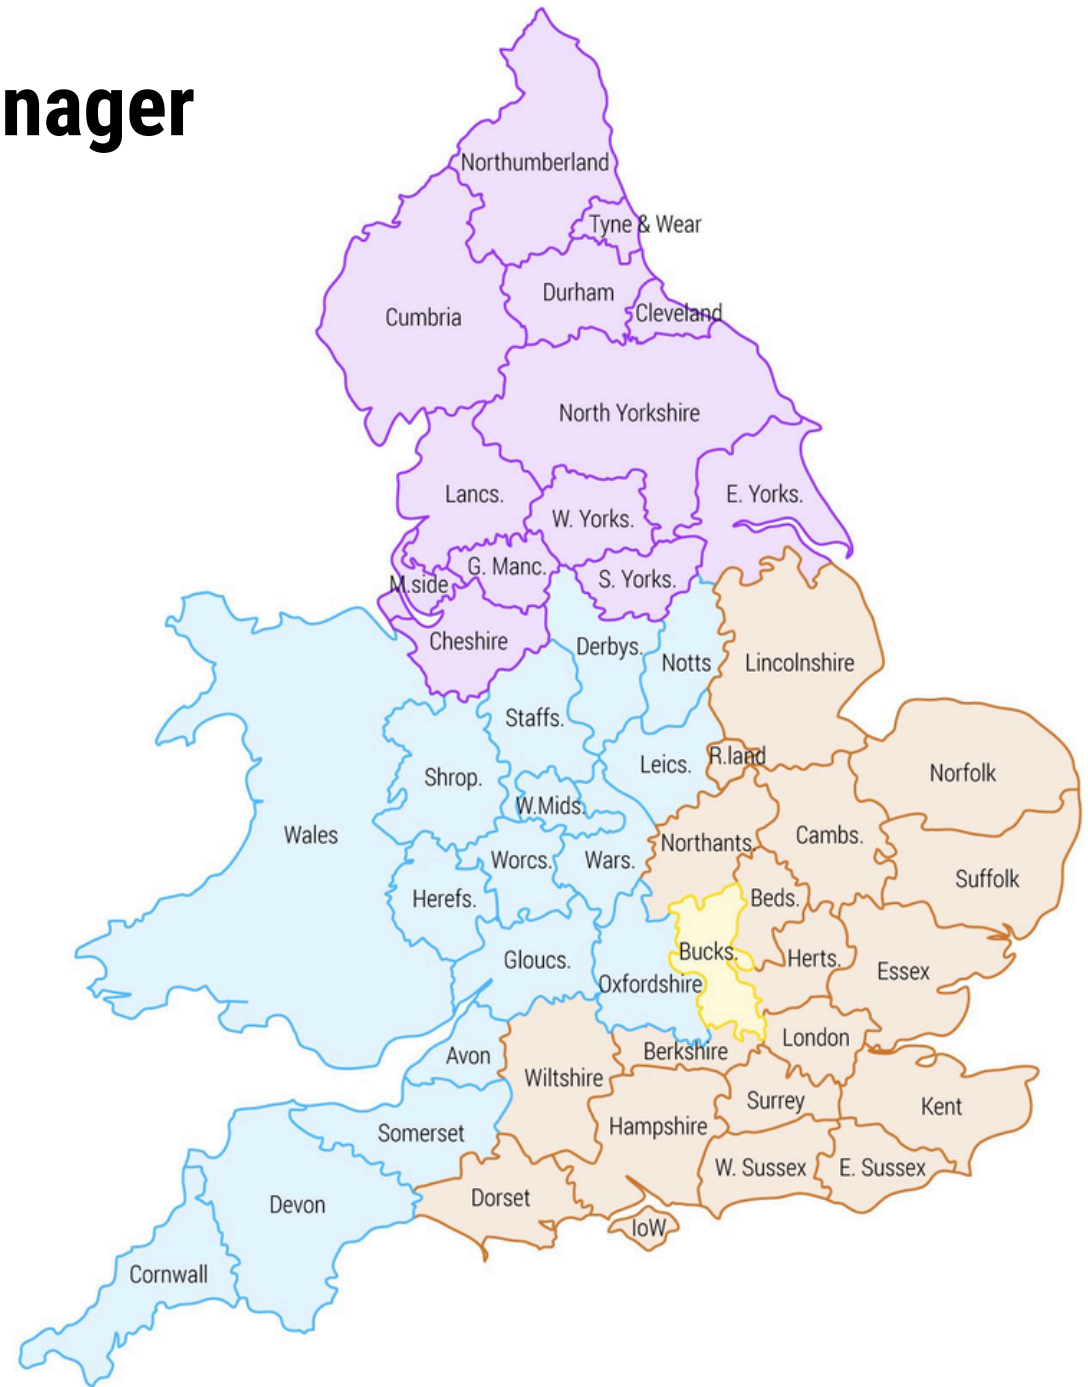 nager
Northumberland
Tyne & Wear
Durham
Cleveland
Cumbria
North Yorkshire
Lancs.
E. Yorks.
W. Yorks.
G. Manc.
S. Yorks.
M.side
Cheshire
Derbys.
Notts
Lincolnshire
Staffs.
R.land
Leics.
Norfolk
Shrop.
W.Mids.
Wales
Northants.
Cambs.
Worcs.
Wars.
Suffolk
Herefs.
Beds.
Bucks.
Herts.
Gloucs.
Essex
Oxfordshire
London
Avon
Berkshire
Wiltshire
Surrey
Kent
Hampshire
Somerset
W. Sussex
E. Sussex
Dorset
Devon
IoW
Cornwall